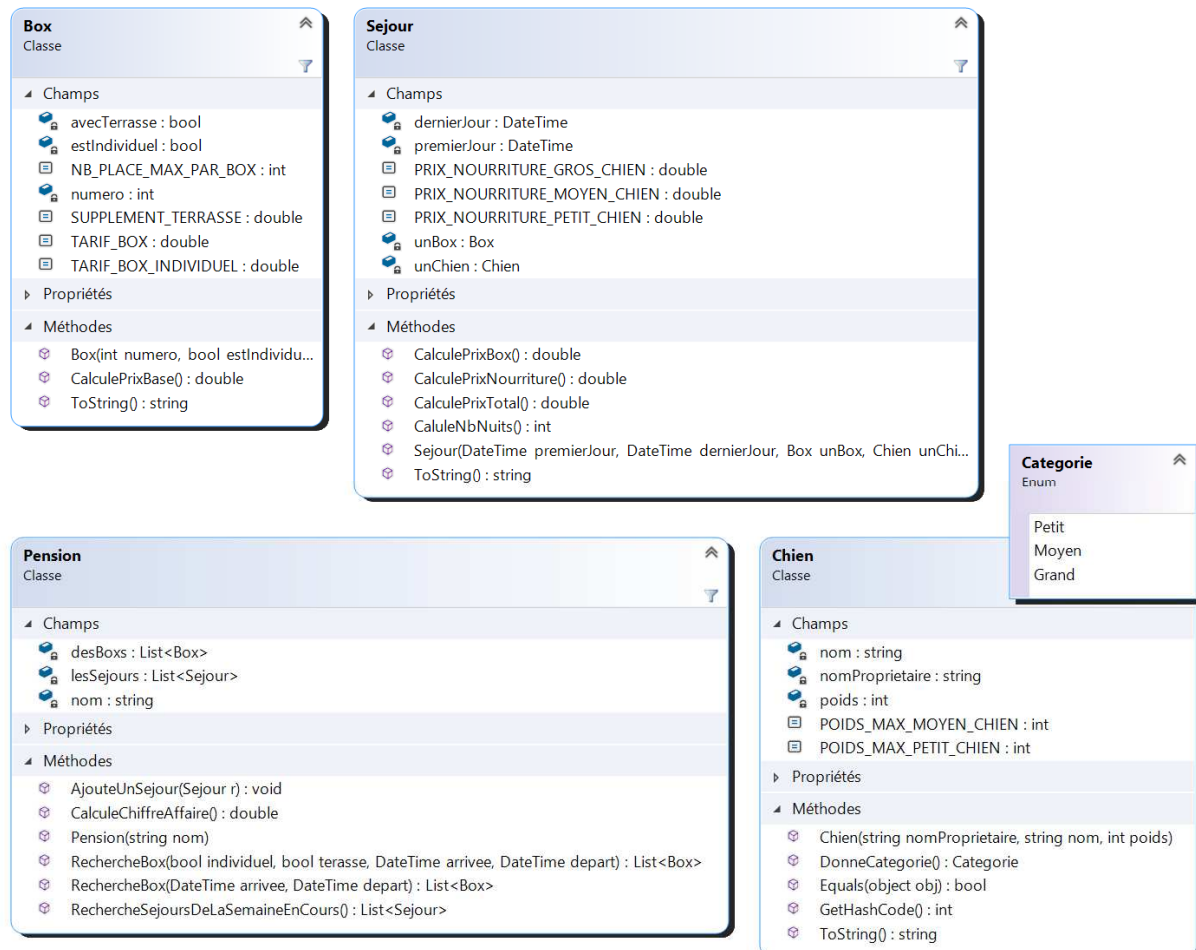 Box
Classe
Champs
avecTerrasse : bool
estIndividuel : bool
NB_PLACE_MAX_PAR_BOX : int
numero : int
SUPPLEMENT_TERRASSE : double
TARIF_BOX : double
TARIF_BOX_INDIVIDUEL : double
Propriétés
Méthodes
Box(int numero, bool estIndividu...
CalculePrixBase() : double
ToString() : string
Sejour
Classe
Champs
dernierJour : DateTime
premierJour : DateTime
PRIX_NOURRITURE_GROS_CHIEN : double
PRIX_NOURRITURE_MOYEN_CHIEN : double
PRIX_NOURRITURE_PETIT_CHIEN : double
unBox : Box
unChien : Chien
Propriétés
Méthodes
CalculePrixBox() : double
CalculePrixNourriture() : double
CalculePrixTotal() : double
CaluleNbNuits() : int
Sejour(DateTime premierJour, DateTime dernierJour, Box unBox, Chien unChi...
ToString() : string
Categorie
Enum
Petit
Moyen
Grand
Pension
Classe
Champs
desBoxs : List<Box>
lesSejours : List<Sejour>
nom : string
Propriétés
Méthodes
AjouteUnSejour(Sejour r) : void
CalculeChiffreAffaire() : double
Pension(string nom)
RechercheBox(bool individuel, bool terasse, DateTime arrivee, DateTime depart) : List<Box>
RechercheBox(DateTime arrivee, DateTime depart) : List<Box>
RechercheSejoursDeLaSemaineEnCours() : List<Sejour>
Chien
Classe
Champs
nom : string
nomProprietaire : string
poids : int
POIDS_MAX_MOYEN_CHIEN : int
POIDS_MAX_PETIT_CHIEN : int
Propriétés
Méthodes
Chien(string nomProprietaire, string nom, int poids)
DonneCategorie() : Categorie
Equals(object obj) : bool
GetHashCode() : int
ToString() : string